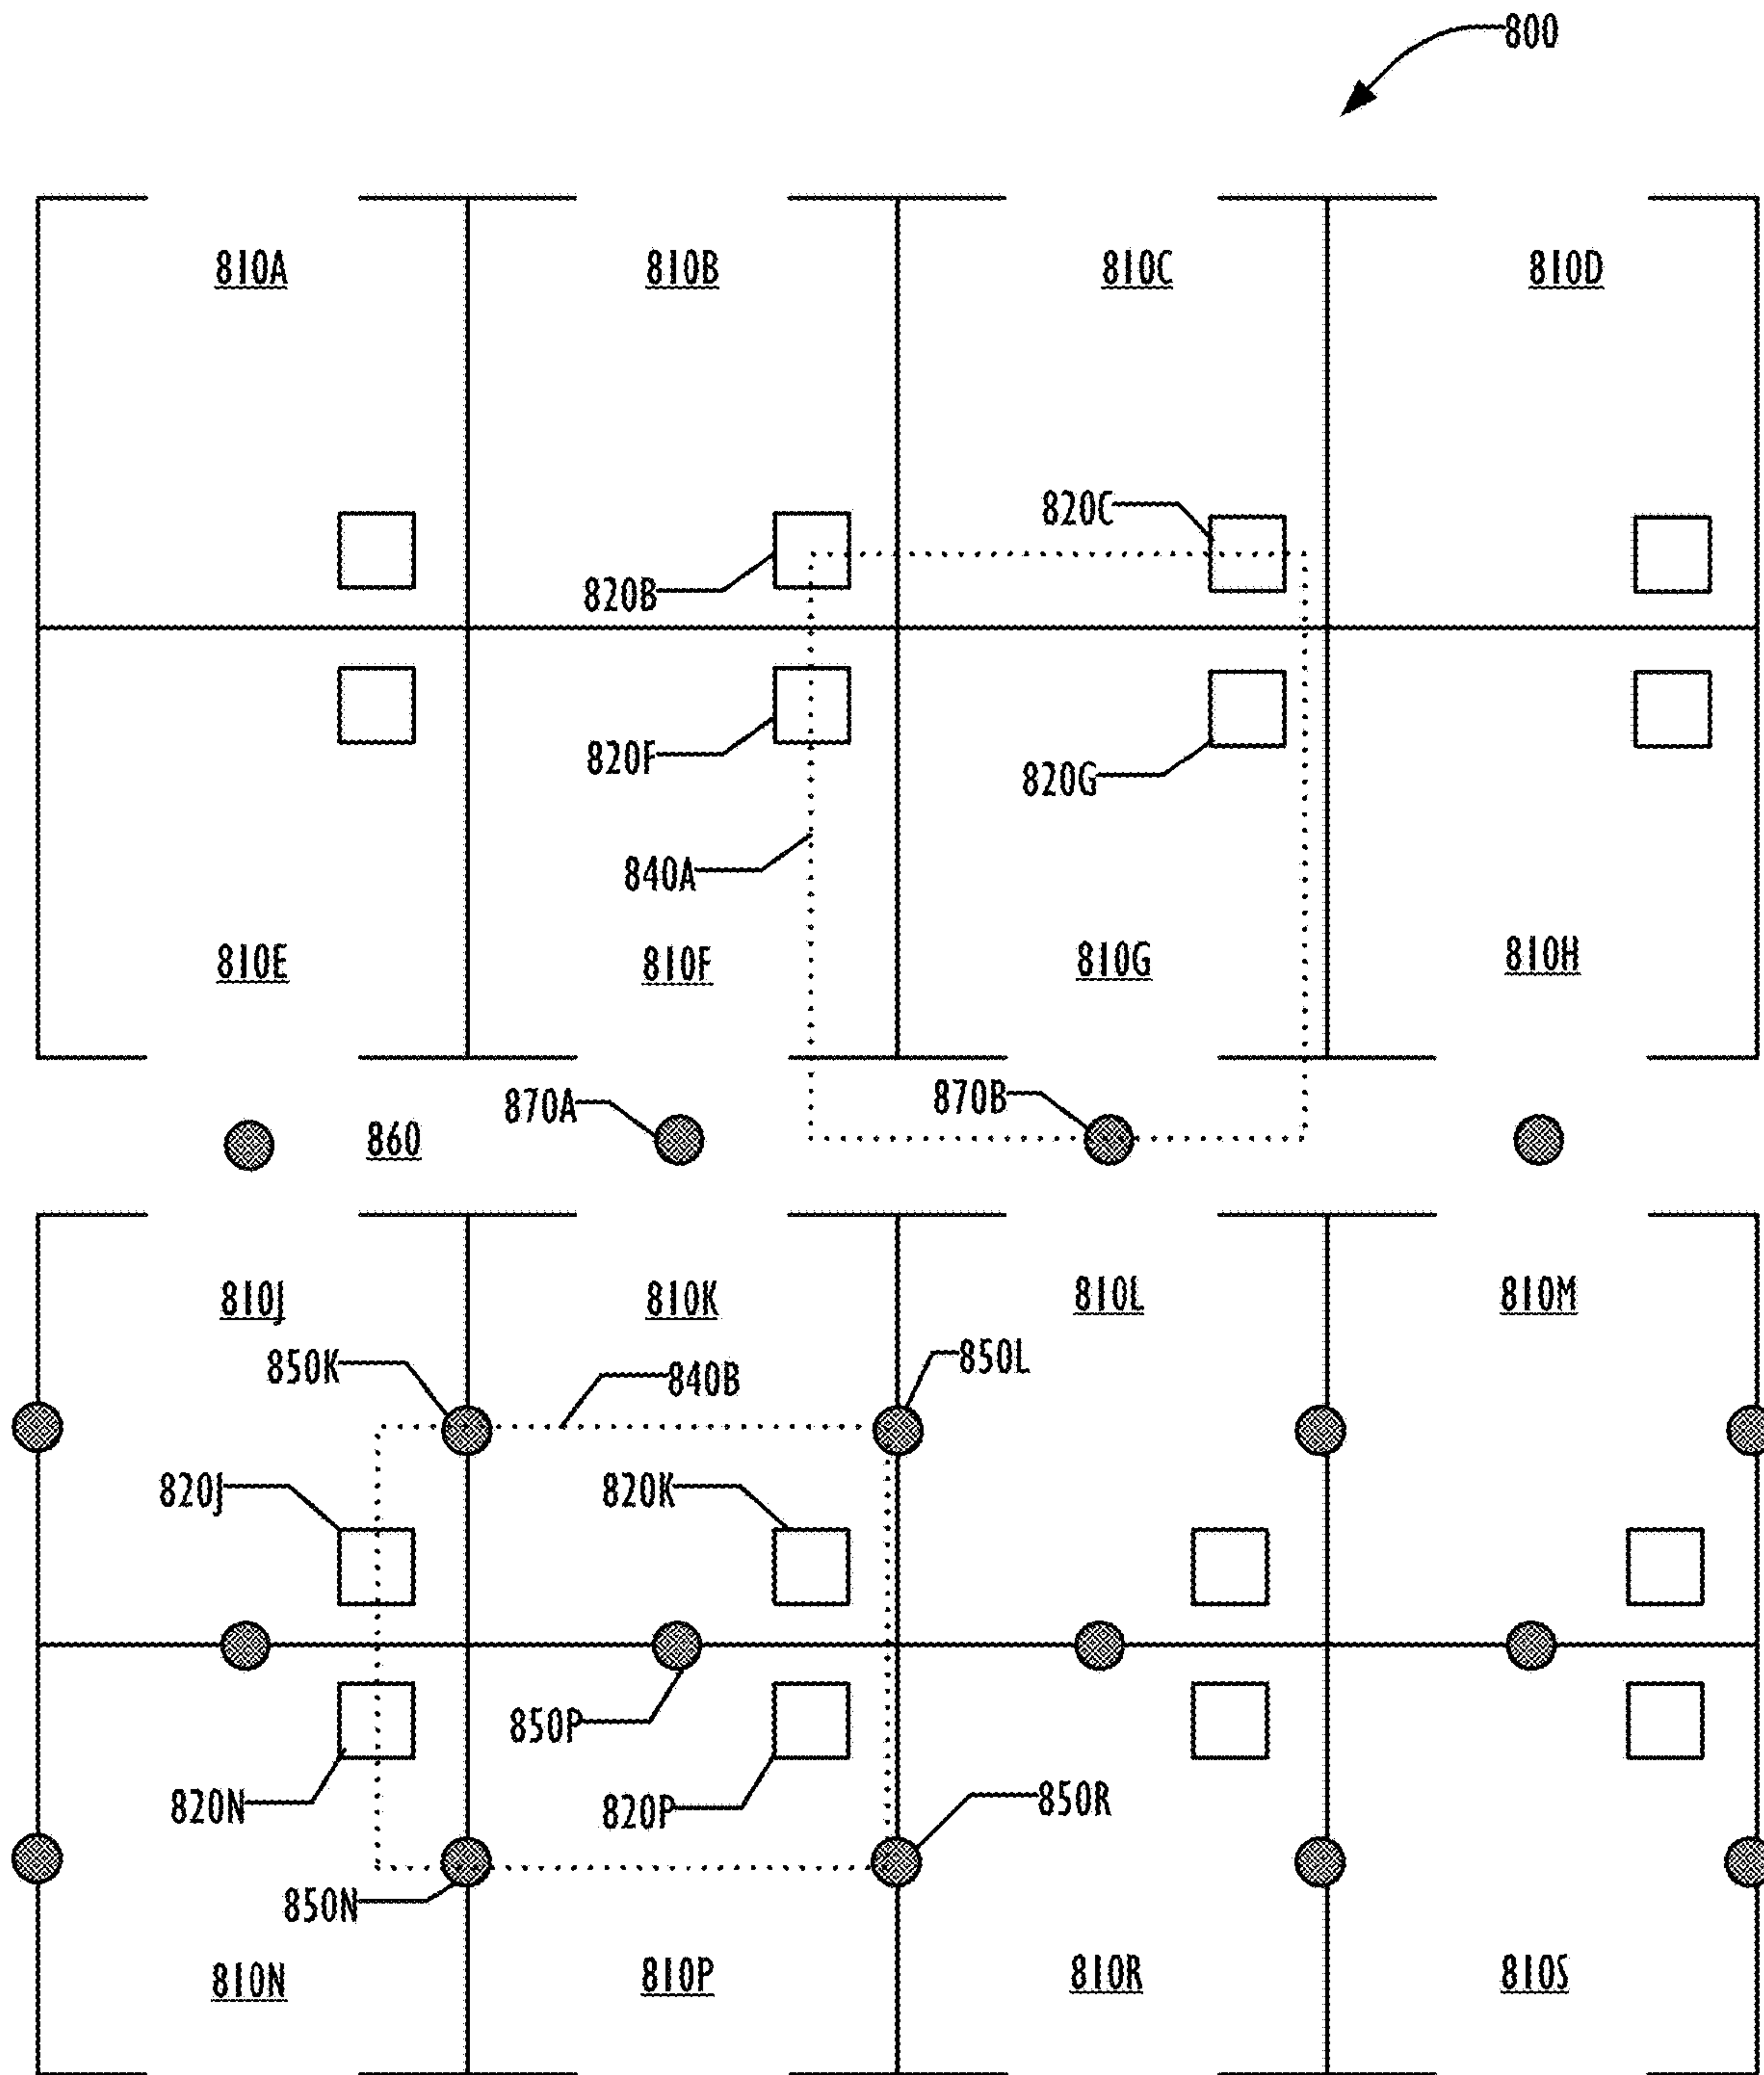 800
810A 810B 810C 810D
820C
820B
820F
820G
840A
810E 810F 810G 810H
870A 870B
860
810J 810K 810L 810M
850K 840B 850L
820J 820K
850P
820N 820P 850R
850N
810N 810P 810R 810S